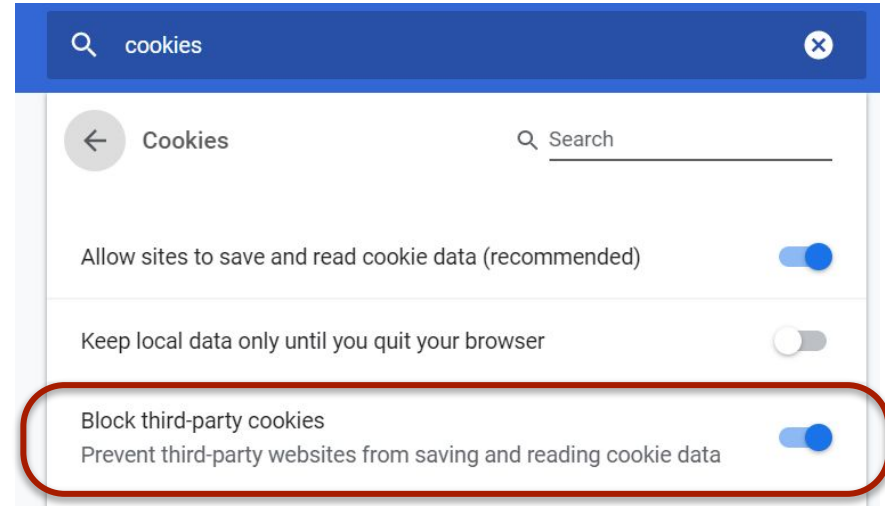 cookies
Cookies
Search
Allow sites to save and read cookie data (recommended)
Keep local data only until you quit your browser
Block third-party cookies
Prevent third-party websites from saving and reading cookie data